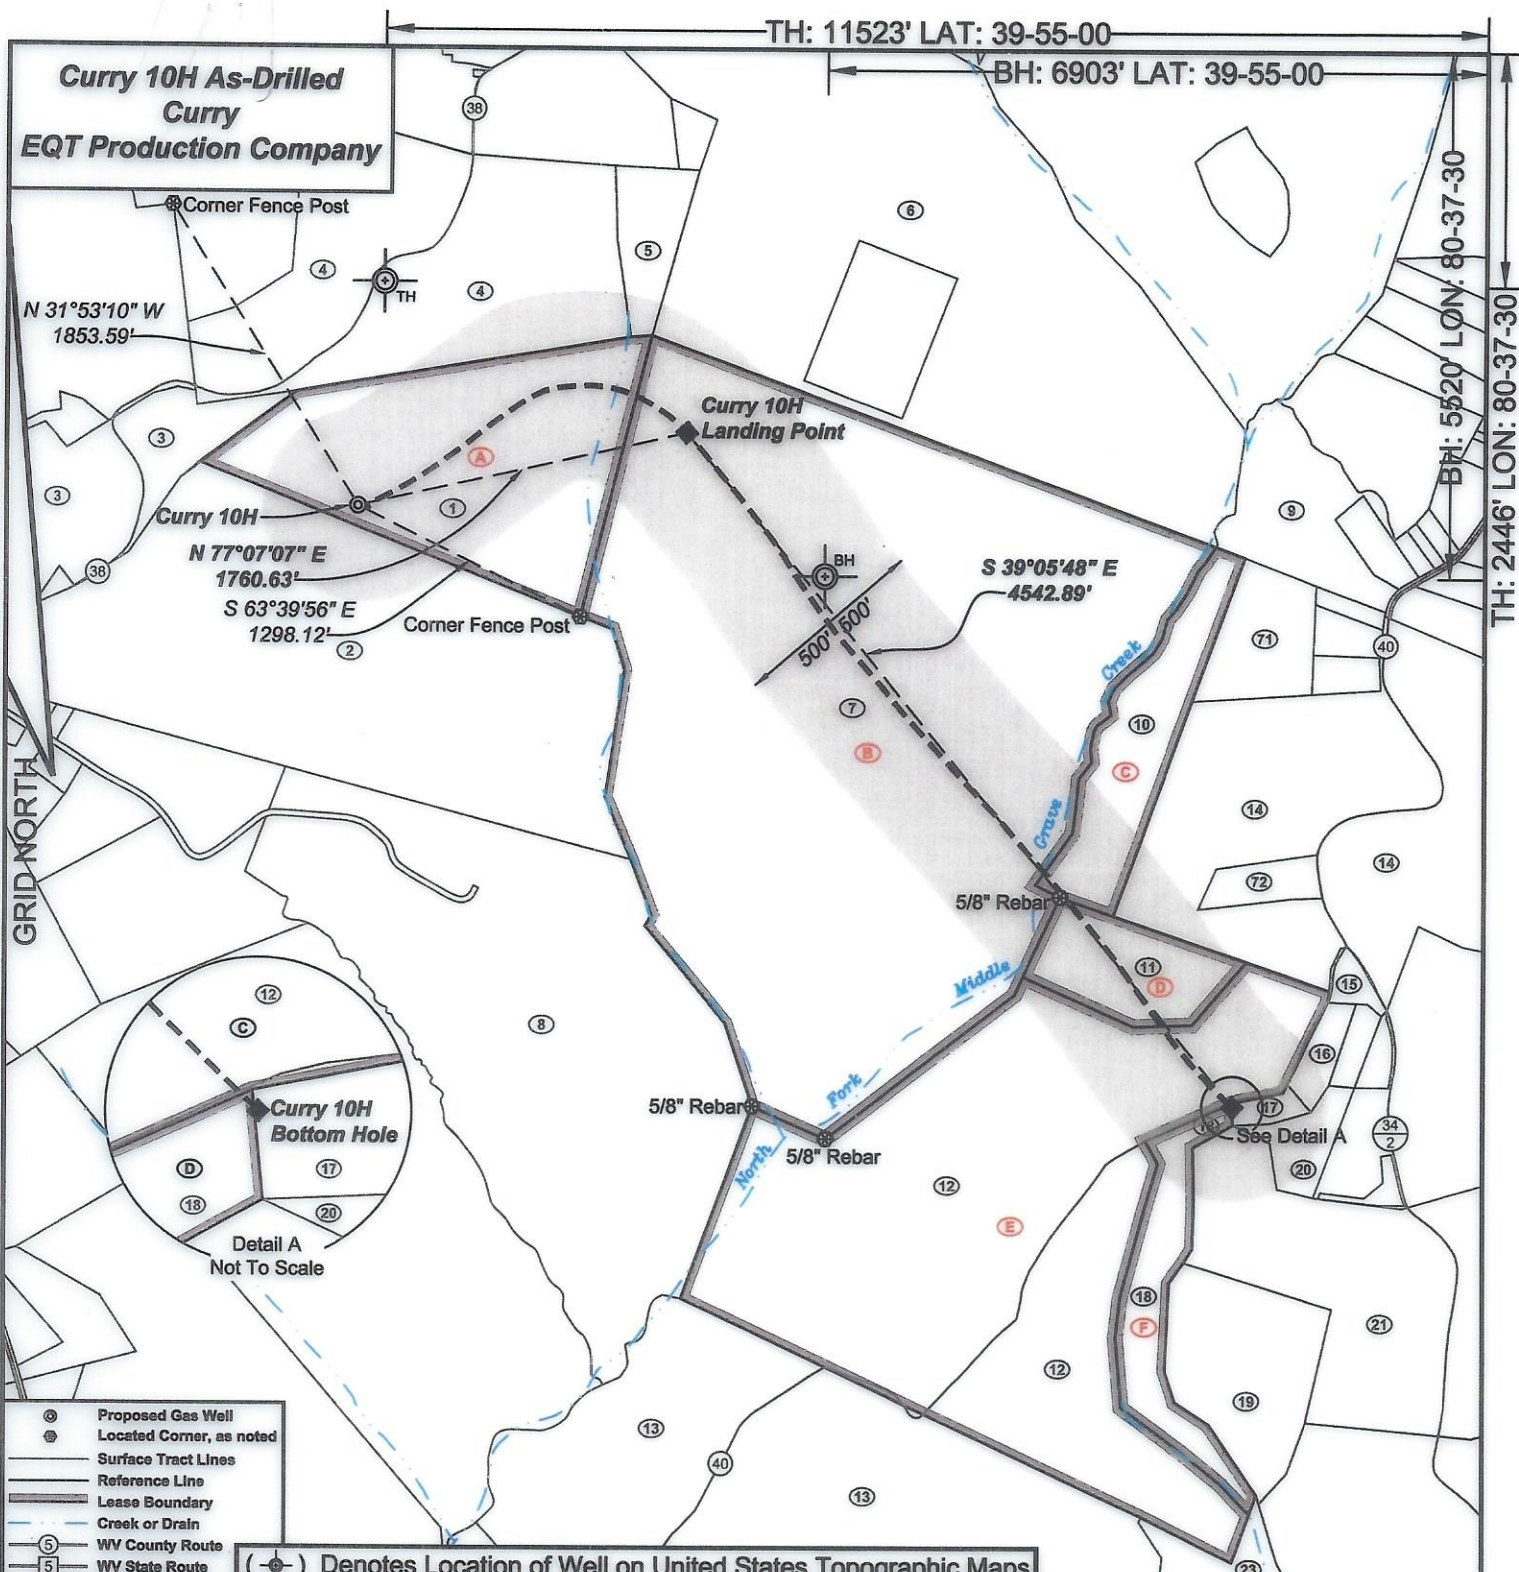 TH: 11523' LAT: 39-55-00
BH: 6903' LAT: 39-55-00
Curry 10H As-Drilled
Curry
EQT Production Company
38
Corner Fence Post
6
5
4
4
TH
BH: 5520' LON: 80-37-30
TH: 2446' LON: 80-37-30
N 31°53'10" W
1853.59'
Curry 10H
Landing Point
3
A
3
1
9
Curry 10H
N 77°07'07" E
1760.63'
BH
S 39°05'48" E
4542.89'
38
S 63°39'56" E
1298.12'
Corner Fence Post
500'
500'
2
71
40
Creek
7
10
B
C
GRID NORTH
Grave
14
14
72
5/8" Rebar
11
D
Middle
15
12
C
8
16
Fork
Curry 10H
Bottom Hole
5/8" Rebar
17
34
2
See Detail A
5/8" Rebar
D
17
North
20
12
18
20
E
Detail A
Not To Scale
18
F
21
12
19
13
40
13
Proposed Gas Well
Located Corner, as noted
Surface Tract Lines
Reference Line
Lease Boundary
Creek or Drain
5 WV County Route
5 WV State Route
( ) Denotes Location of Well on United States Topographic Maps
23